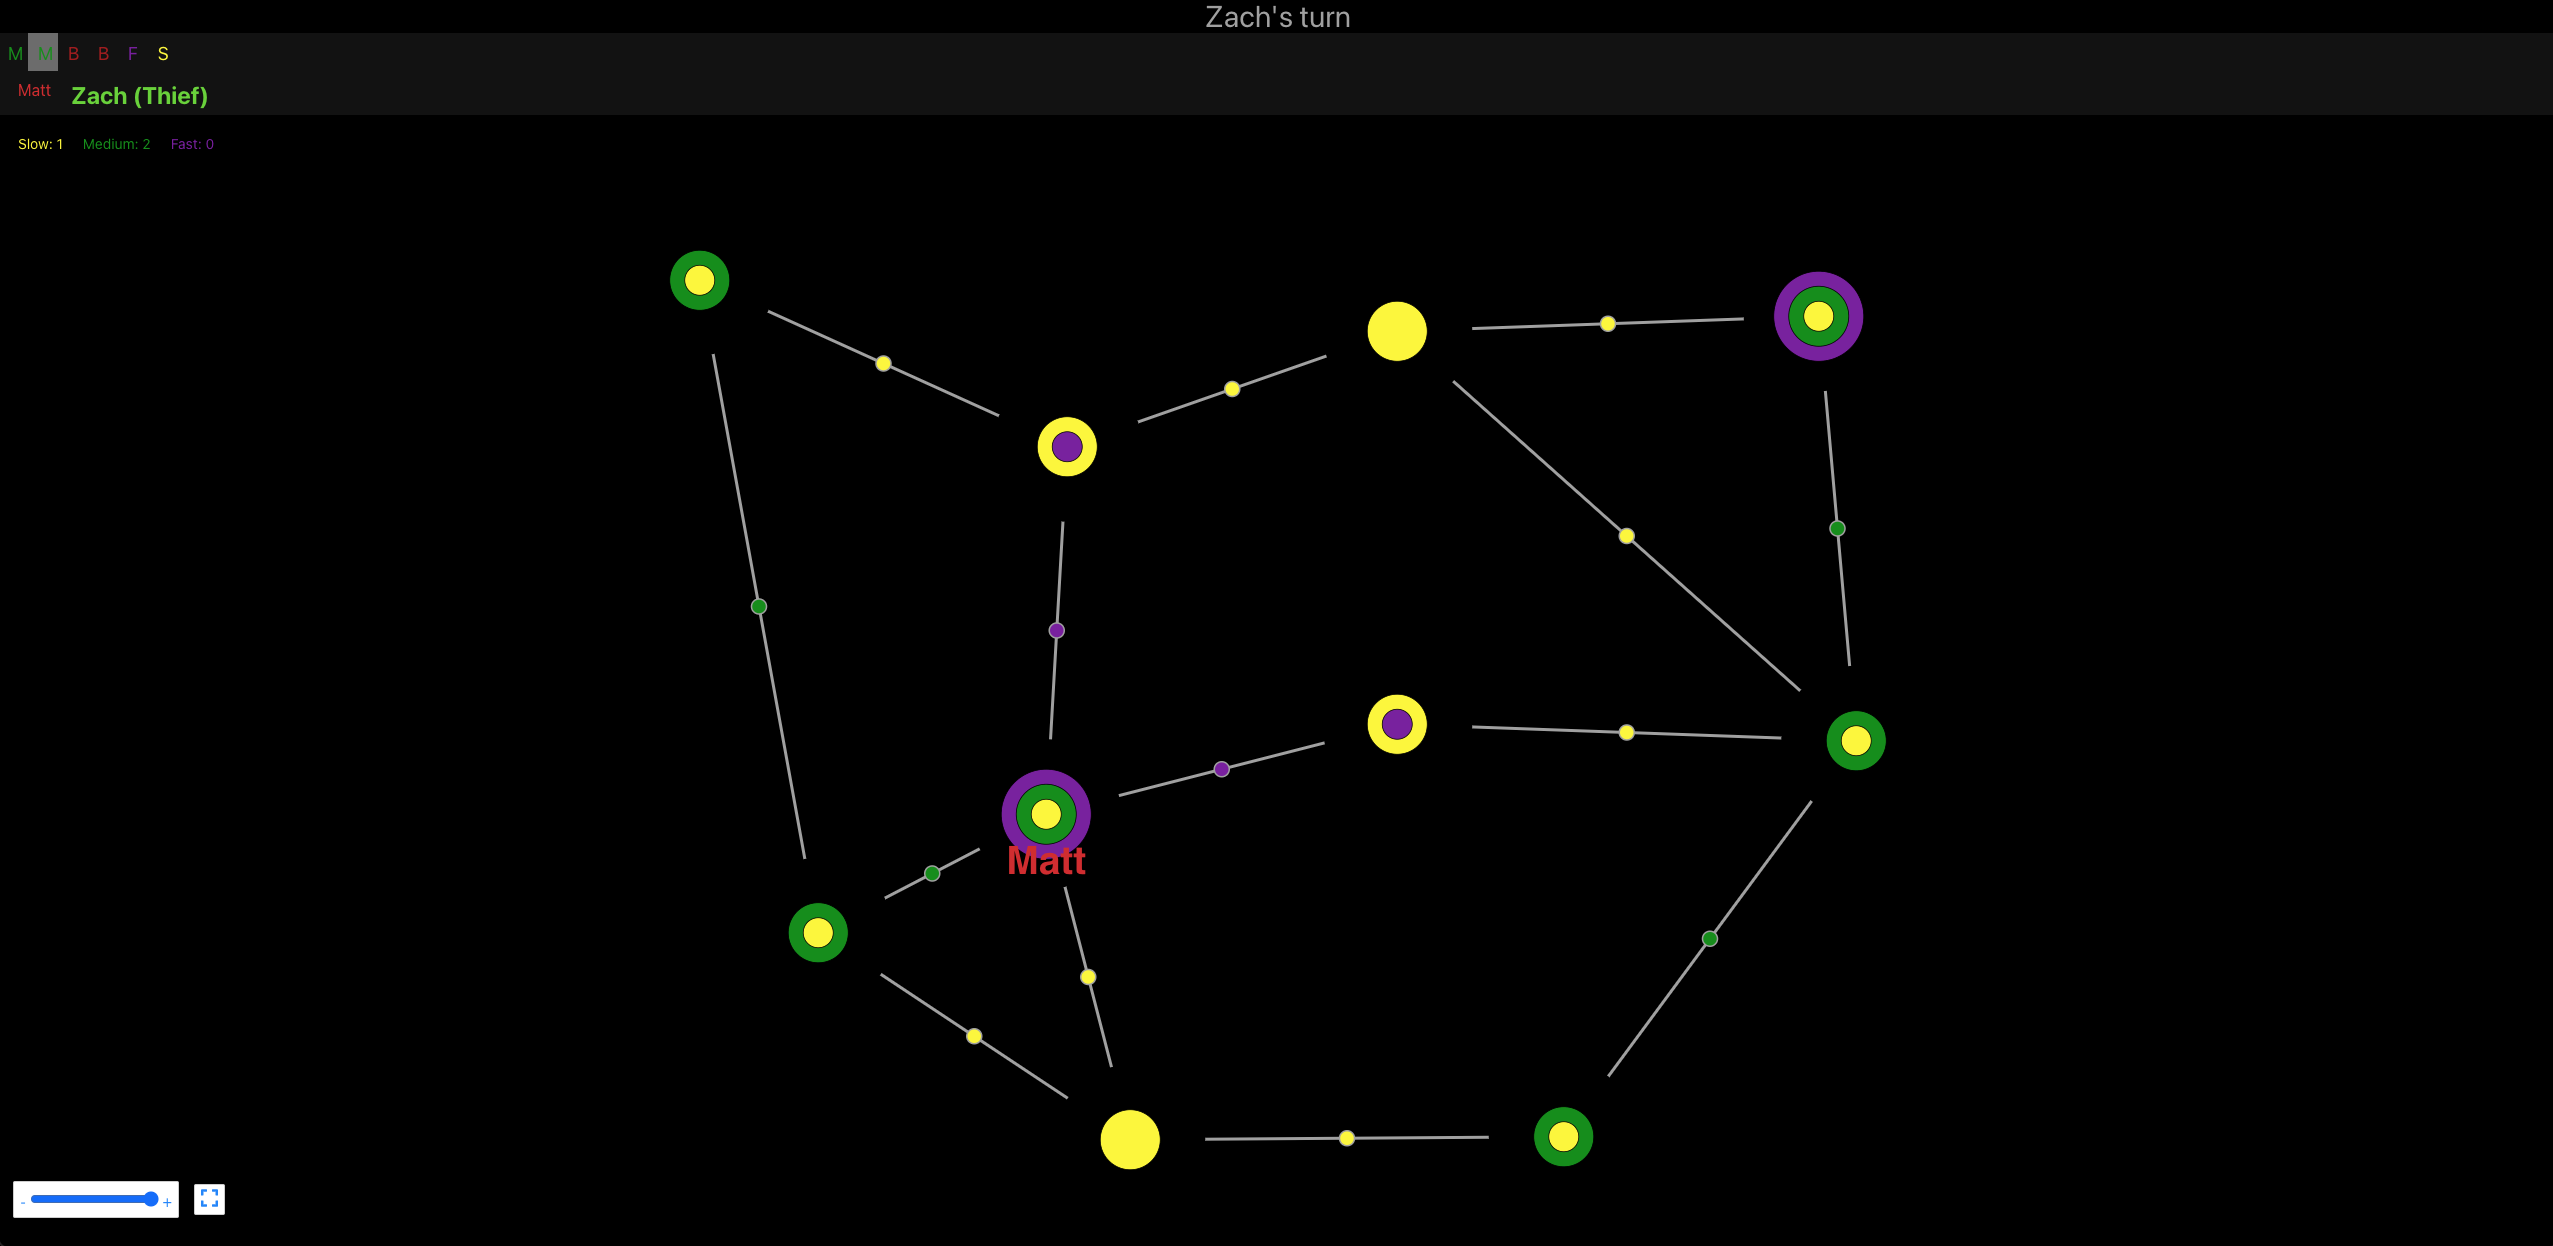 Zach's turn
M M B B F S
Matt Zach (Thief)
Slow: 1 Medium: 2 Fast: 0
Matt
- +